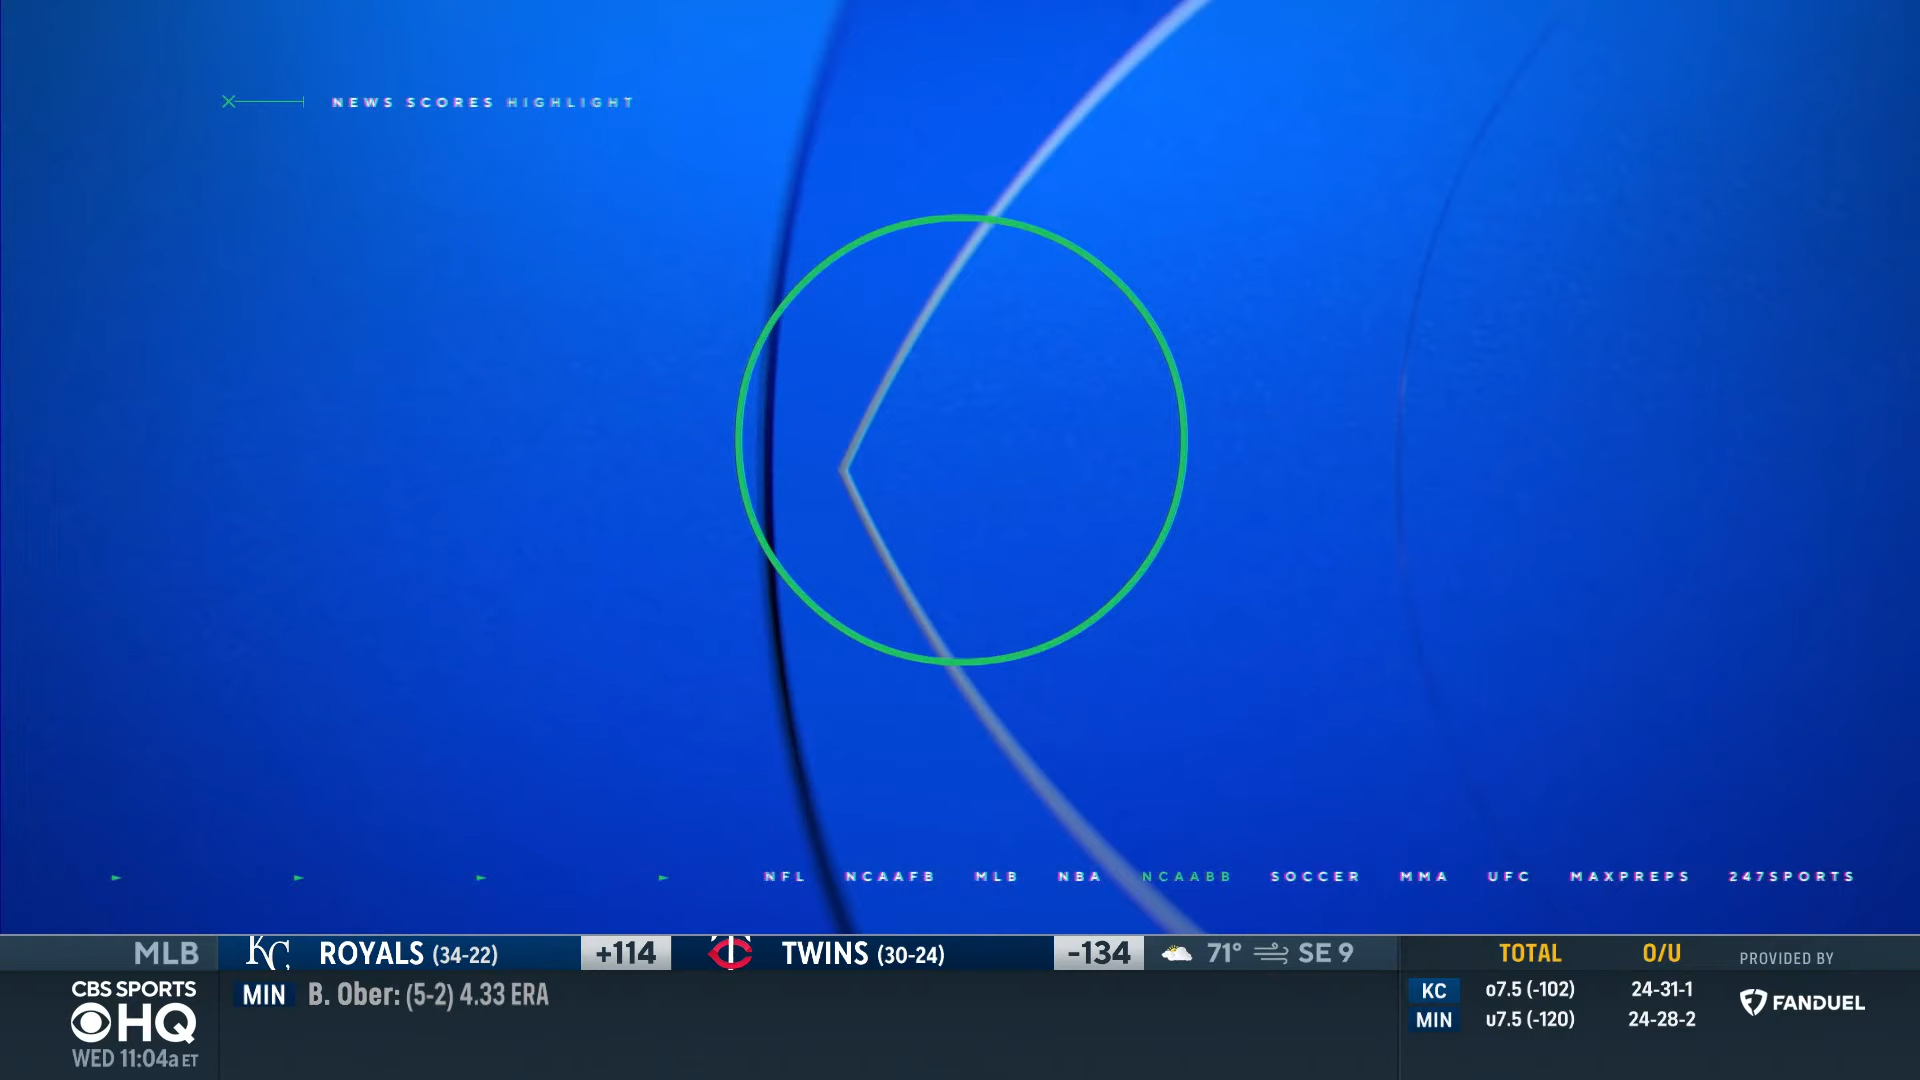 NEWS SCORES HIGHLIGHT
NFL NCAAFB MLB NBA NCAABB SOCCER MMA UFC MAXPREPS 247SPORTS
MLB KC ROYALS (34-22) +114 TC TWINS (30-24) -134 71° SE 9 TOTAL O/U PROVIDED BY
CBS SPORTS HQ
WED 11:04a ET
MIN B. Ober: (5-2) 4.33 ERA
KC o7.5 (-102) 24-31-1
MIN u7.5 (-120) 24-28-2
FANDUEL